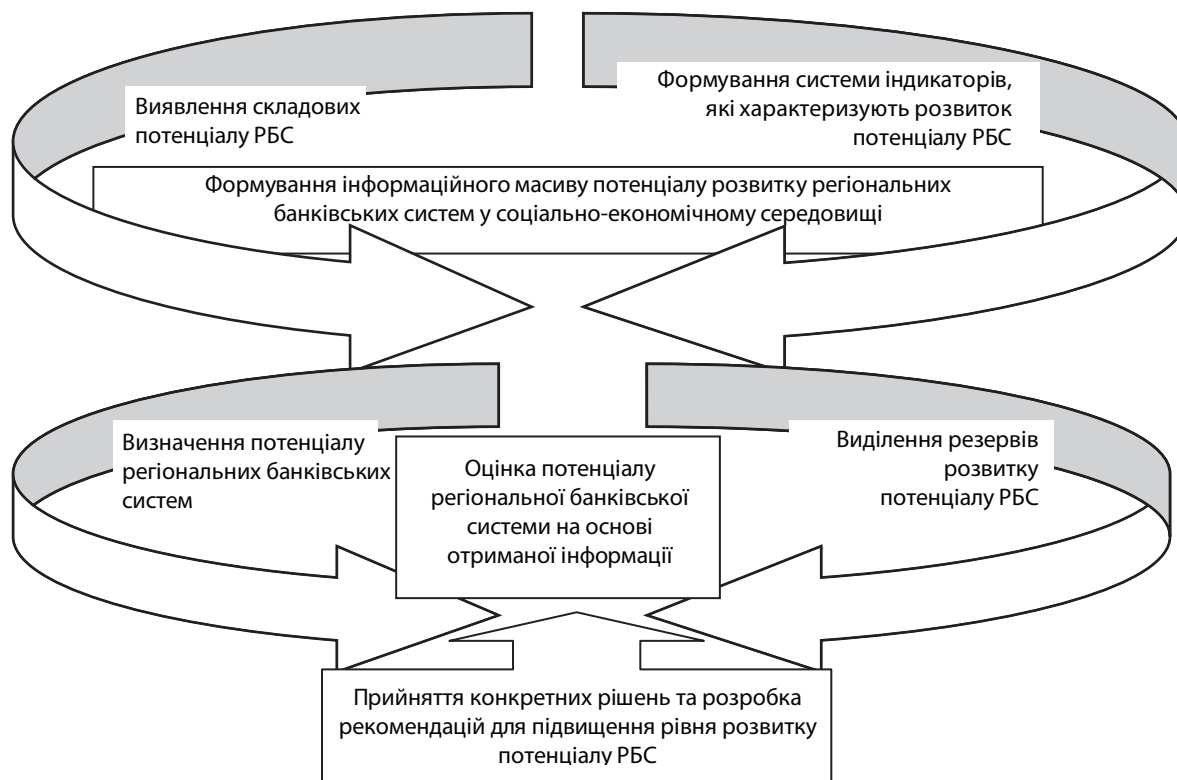 Виявлення складових
потенціалу РБС
Формування системи індикаторів,
які характеризують розвиток
потенціалу РБС
Формування інформаційного масиву потенціалу розвитку регіональних
банківських систем у соціально-економічному середовищі
Визначення потенціалу
регіональних банківських
систем
Оцінка потенціалу
регіональної банківської
системи на основі
отриманої інформації
Виділення резервів
розвитку
потенціалу РБС
Прийняття конкретних рішень та розробка
рекомендацій для підвищення рівня розвитку
потенціалу РБС